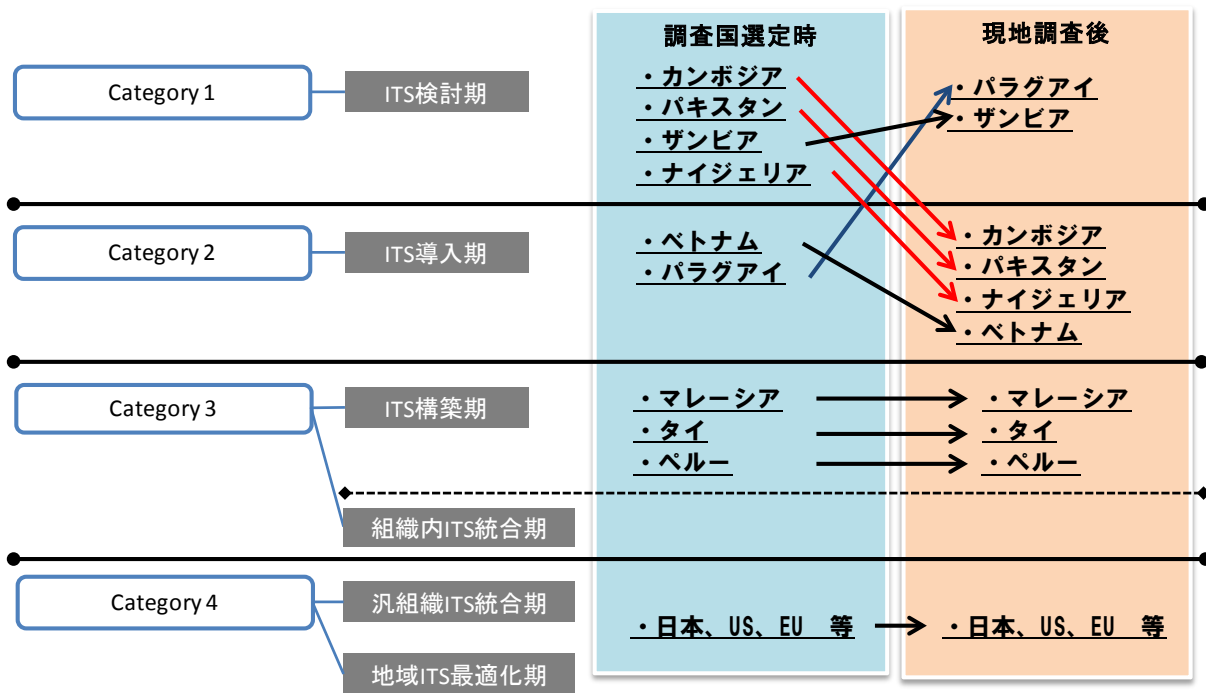 調査国選定時
現地調査後
Category 1
ITS検討期
・カンボジア
・パキスタン
・ザンビア
・ナイジェリア
・パラグアイ
・ザンビア
Category 2
ITS導入期
・ベトナム
・パラグアイ
・カンボジア
・パキスタン
・ナイジェリア
・ベトナム
Category 3
ITS構築期
・マレーシア
・タイ
・ペルー
・マレーシア
・タイ
・ペルー
組織内ITS統合期
Category 4
汎組織ITS統合期
地域ITS最適化期
・日本、US、EU 等
・日本、US、EU 等